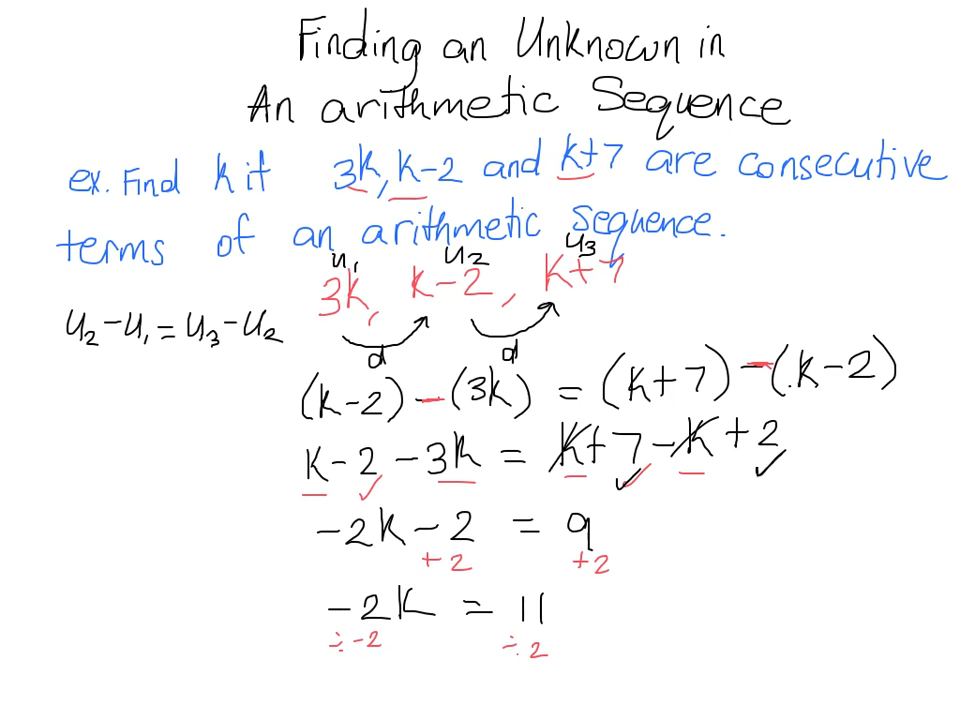 Finding an Unknown in
An arithmetic Sequence
ex. Find k if 3k, k-2 and k+7 are consecutive
terms of an arithmetic sequence.
u₁ u₂ u₃
3k, k-2, k+7
u₂-u₁=u₃-u₂
d d
(k-2)-(3k) = (k+7)-(k-2)
k-2-3k = k+7-k+2
-2k-2 = 9
+2 +2
-2k = 11
÷-2 ÷2